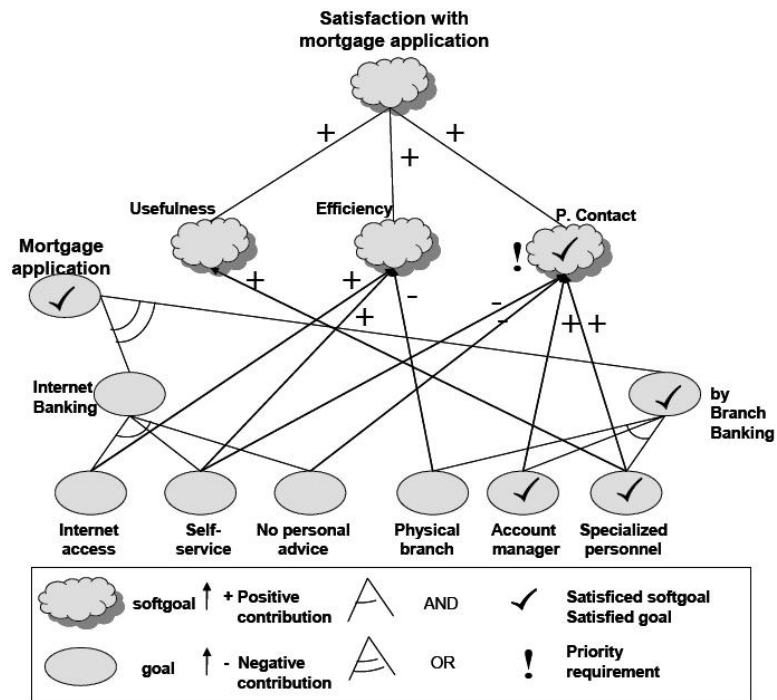 Satisfaction with
mortgage application
+
+
+
Usefulness
Efficiency
P. Contact
!
Mortgage
application
+
+
-
+
-
-
+ +
Internet
Banking
by
Branch
Banking
Internet
access
Self-
service
No personal
advice
Physical
branch
Account
manager
Specialized
personnel
softgoal
+ Positive
contribution
AND
Satisficed softgoal
Satisfied goal
goal
- Negative
contribution
OR
!
Priority
requirement